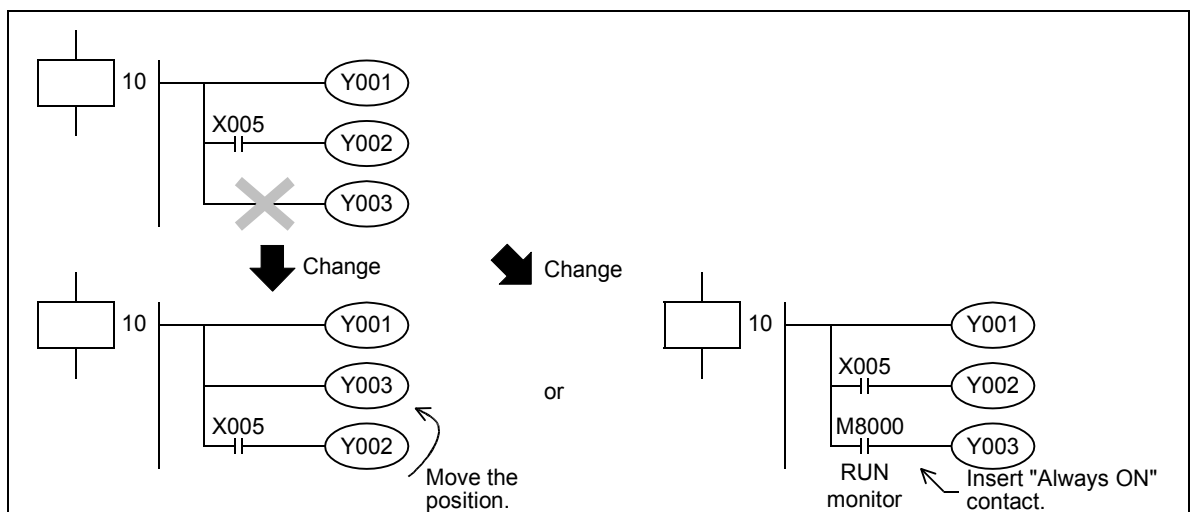 10
Y001
X005
Y002
Y003
Change
Change
10
Y001
Y003
X005
Y002
Move the
position.
or
10
Y001
X005
Y002
M8000
Y003
RUN
monitor
Insert "Always ON"
contact.